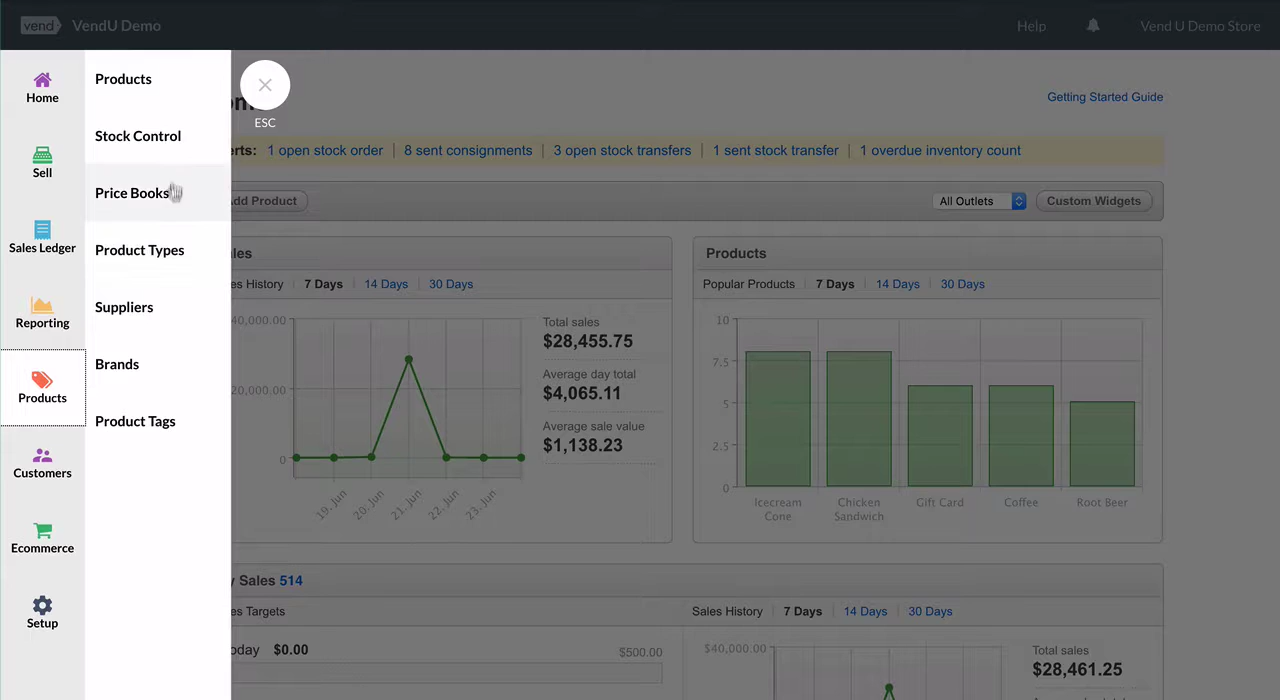 vend VendU Demo
Help
Vend U Demo Store
Home
Sell
Sales Ledger
Reporting
Products
Customers
Ecommerce
Setup
Products
Stock Control
Price Books
Product Types
Suppliers
Brands
Product Tags
ESC
Getting Started Guide
erts: 1 open stock order | 8 sent consignments | 3 open stock transfers | 1 sent stock transfer | 1 overdue inventory count
dd Product
All Outlets
Custom Widgets
les
es History 7 Days 14 Days 30 Days
40,000.00
20,000.00
0
19. Jun
20. Jun
21. Jun
22. Jun
23. Jun
Total sales
$28,455.75
Average day total
$4,065.11
Average sale value
$1,138.23
Products
Popular Products 7 Days 14 Days 30 Days
10
7.5
5
2.5
0
Icecream
Cone
Chicken
Sandwich
Gift Card
Coffee
Root Beer
y Sales 514
es Targets
oday $0.00
$500.00
Sales History 7 Days 14 Days 30 Days
$40,000.00
Total sales
$28,461.25